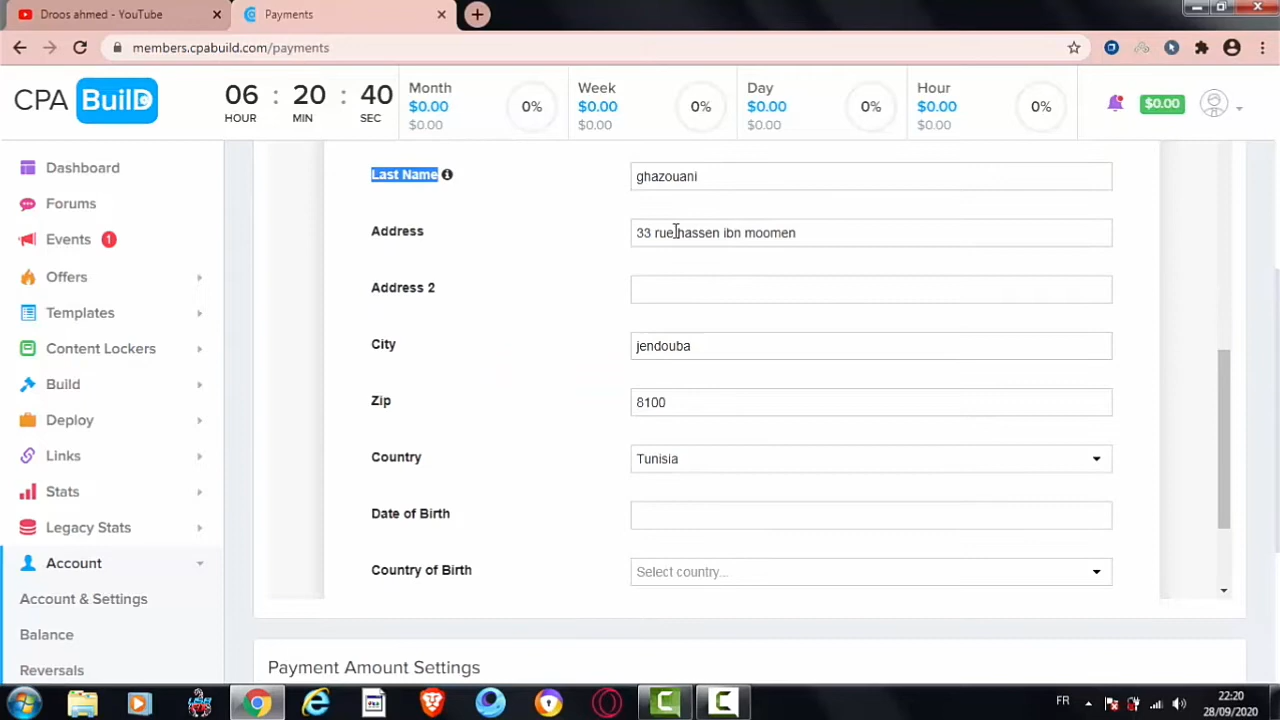 Droos ahmed - YouTube
Payments
members.cpabuild.com/payments
CPA BuilD
06 : 20 : 40
HOUR MIN SEC
Month
$0.00
$0.00
0%
Week
$0.00
$0.00
0%
Day
$0.00
$0.00
0%
Hour
$0.00
$0.00
0%
$0.00
Dashboard
Forums
Events 1
Offers
Templates
Content Lockers
Build
Deploy
Links
Stats
Legacy Stats
Account
Account & Settings
Balance
Reversals
Last Name ghazouani
Address 33 rue hassen ibn moomen
Address 2
City jendouba
Zip 8100
Country Tunisia
Date of Birth
Country of Birth Select country...
Payment Amount Settings
FR
22:20
28/09/2020